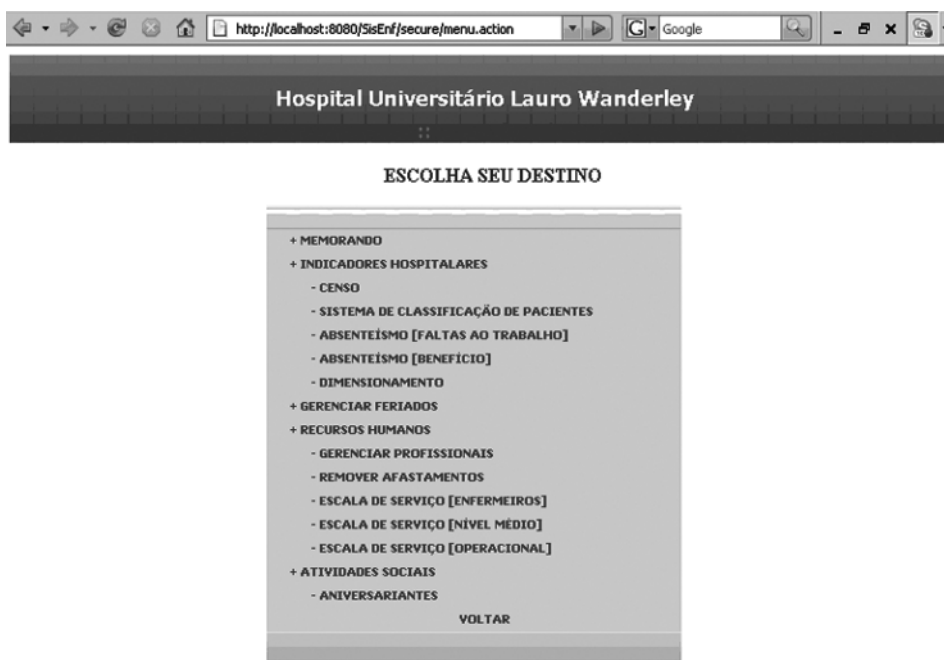 http://localhost:8080/SisEnf/secure/menu.action
G Google
Hospital Universitário Lauro Wanderley
ESCOLHA SEU DESTINO
+ MEMORANDO
+ INDICADORES HOSPITALARES
- CENSO
- SISTEMA DE CLASSIFICAÇÃO DE PACIENTES
- ABSENTEÍSMO [FALTAS AO TRABALHO]
- ABSENTEÍSMO [BENEFÍCIO]
- DIMENSIONAMENTO
+ GERENCIAR FERIADOS
+ RECURSOS HUMANOS
- GERENCIAR PROFISSIONAIS
- REMOVER AFASTAMENTOS
- ESCALA DE SERVIÇO [ENFERMEIROS]
- ESCALA DE SERVIÇO [NÍVEL MÉDIO]
- ESCALA DE SERVIÇO [OPERACIONAL]
+ ATIVIDADES SOCIAIS
- ANIVERSARIANTES
VOLTAR